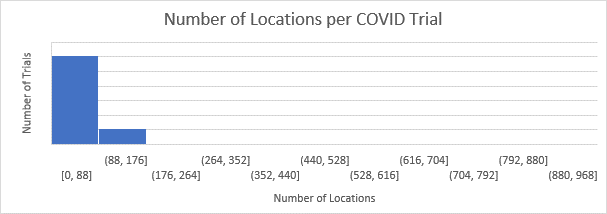 Number of Locations per COVID Trial
Number of Trials
(88, 176] (264, 352] (440, 528] (616, 704] (792, 880]
[0, 88] (176, 264] (352, 440] (528, 616] (704, 792] (880, 968]
Number of Locations